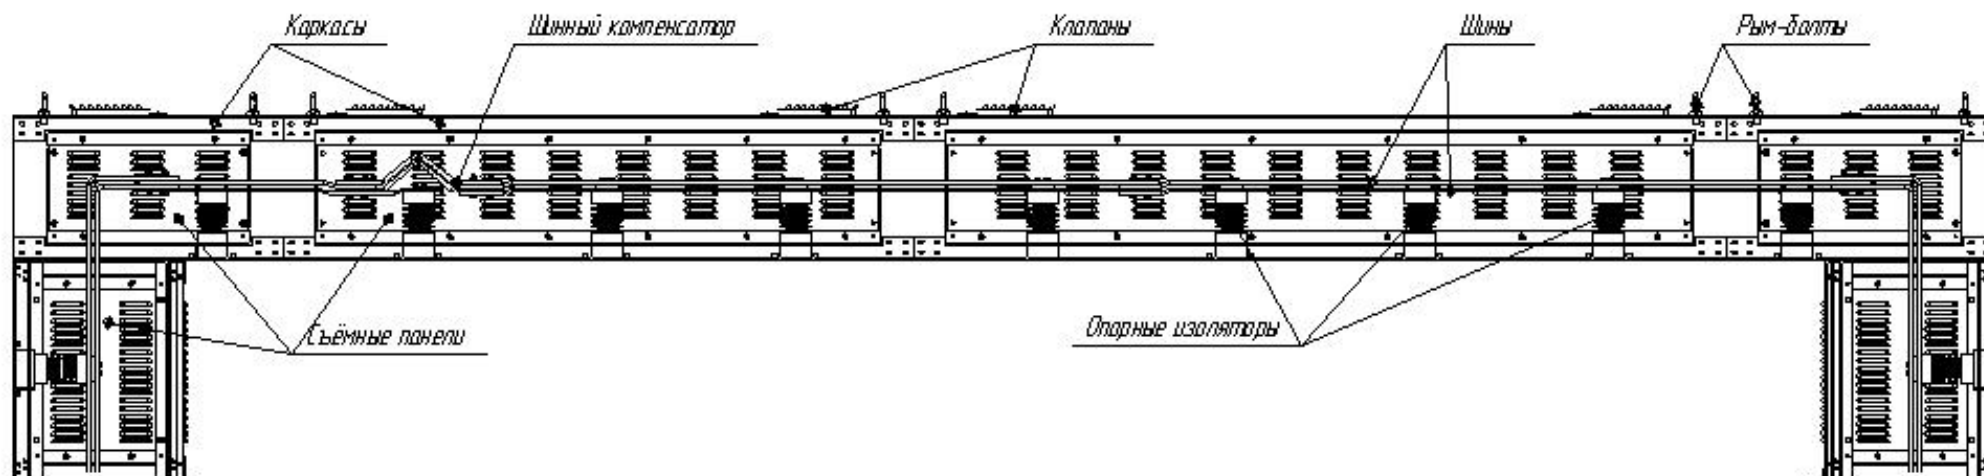 Каркасы
Шинный компенсатор
Клапаны
Шины
Рым-болты
Съёмные панели
Опорные изоляторы